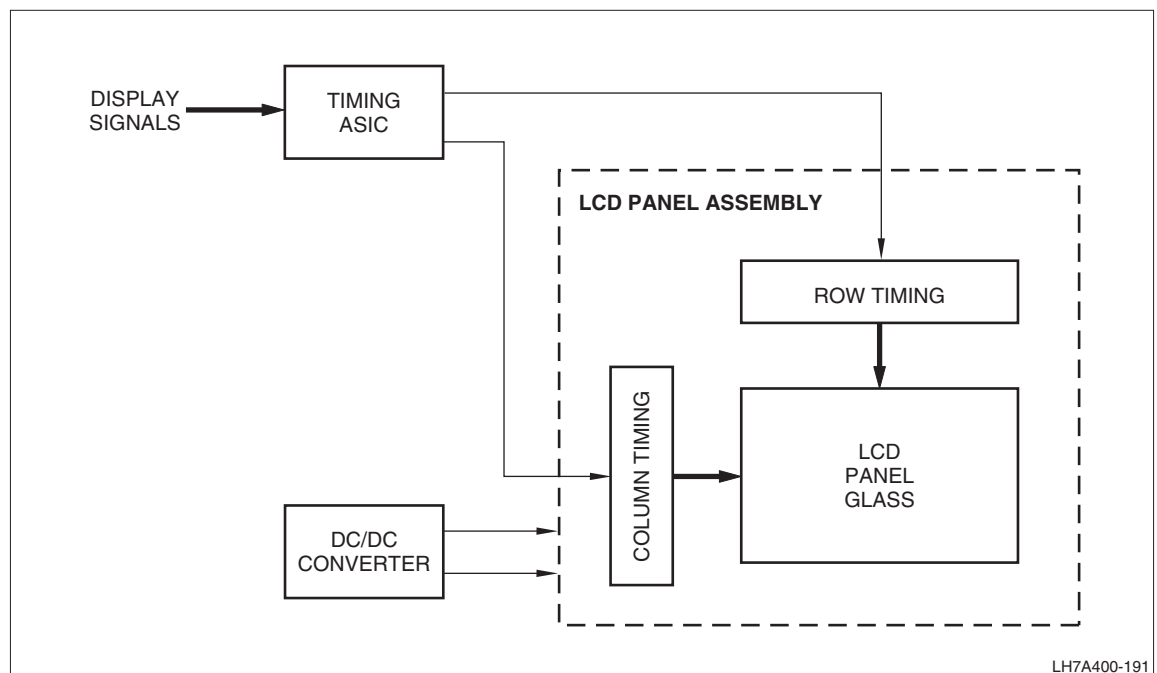 DISPLAY
SIGNALS
TIMING
ASIC
LCD PANEL ASSEMBLY
ROW TIMING
COLUMN TIMING
LCD
PANEL
GLASS
DC/DC
CONVERTER
LH7A400-191